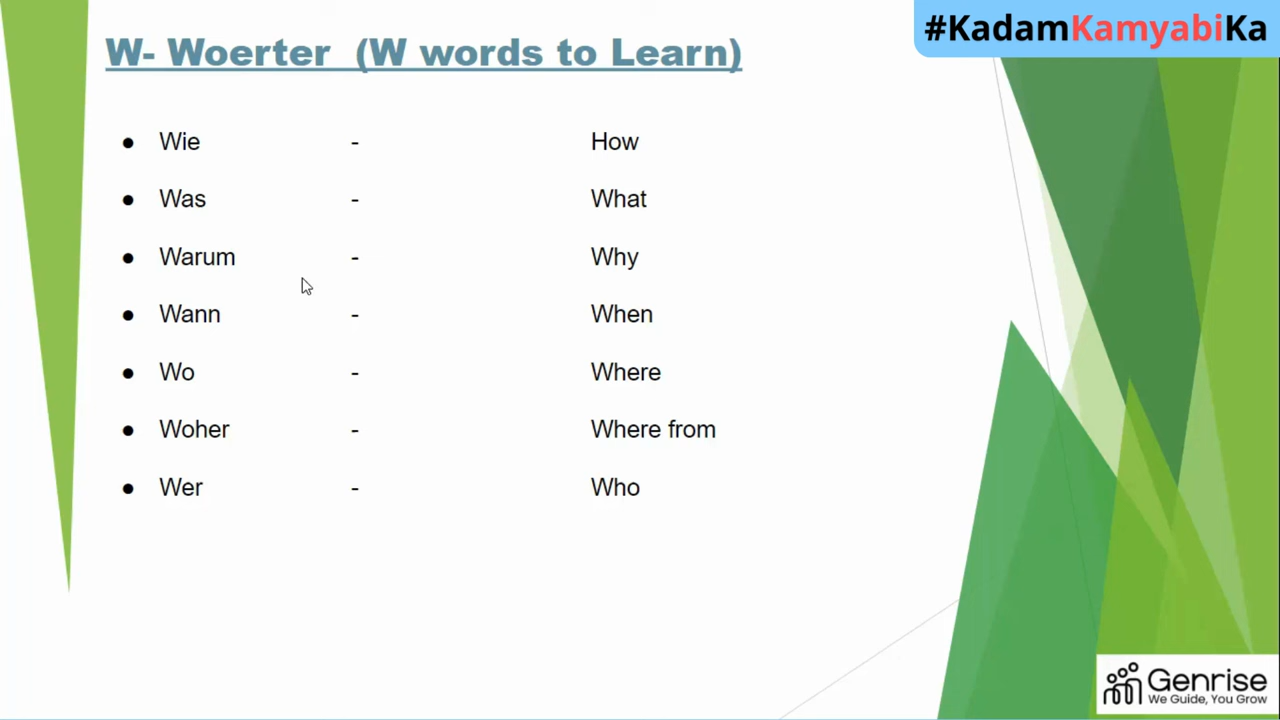 #KadamKamyabiKa
W- Woerter (W words to Learn)
● Wie - How
● Was - What
● Warum - Why
● Wann - When
● Wo - Where
● Woher - Where from
● Wer - Who
Genrise
We Guide, You Grow